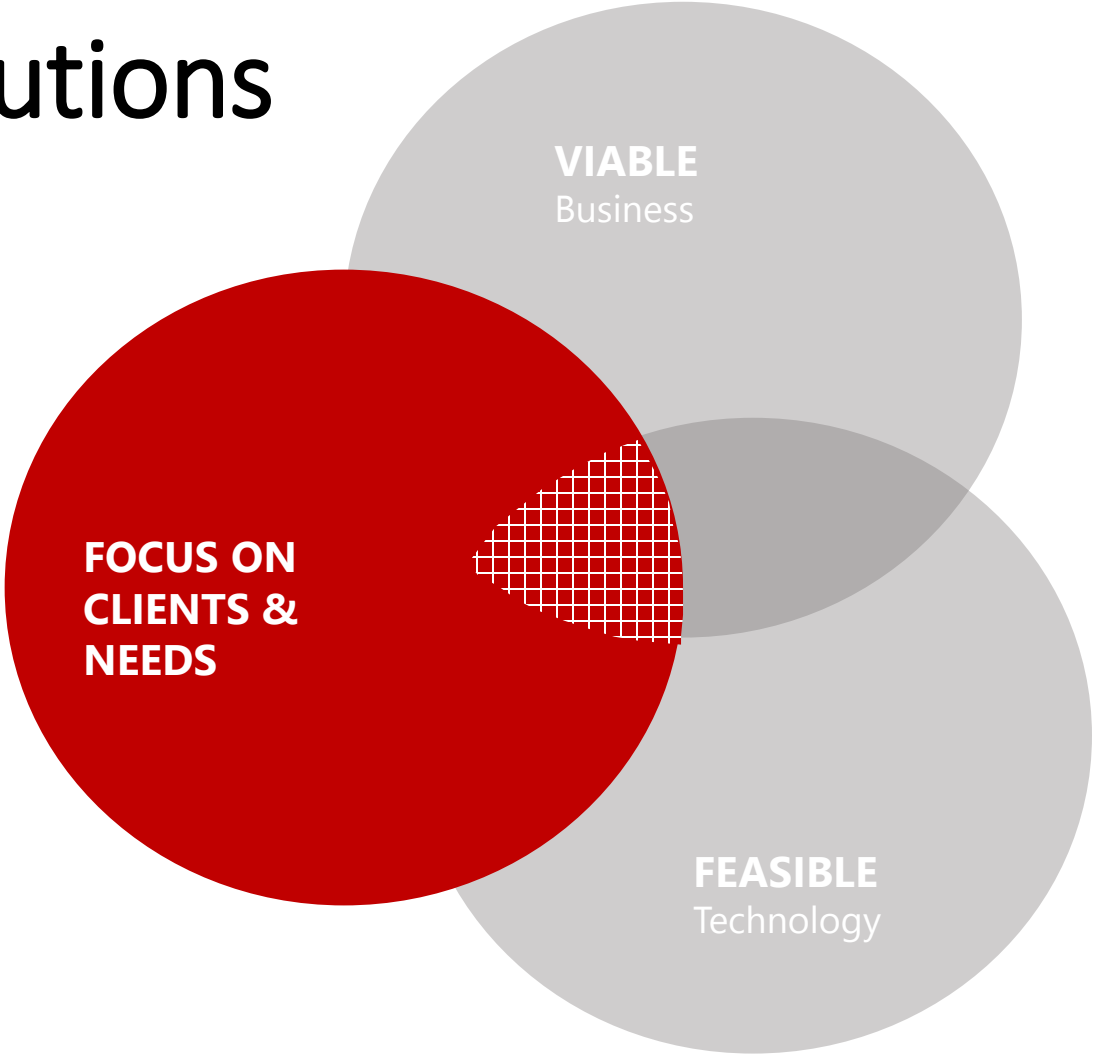 utions
VIABLE
Business
FOCUS ON
CLIENTS &
NEEDS
FEASIBLE
Technology